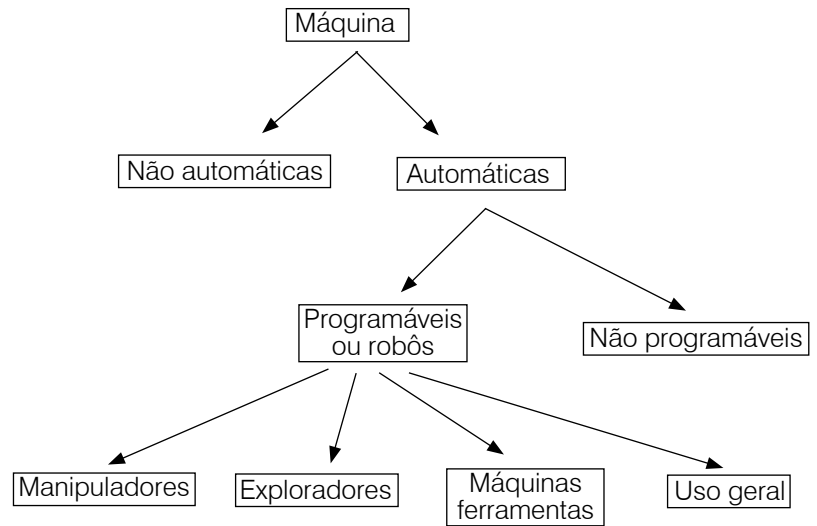 Máquina
Não automáticas
Automáticas
Programáveis
ou robôs
Não programáveis
Manipuladores
Exploradores
Máquinas
ferramentas
Uso geral